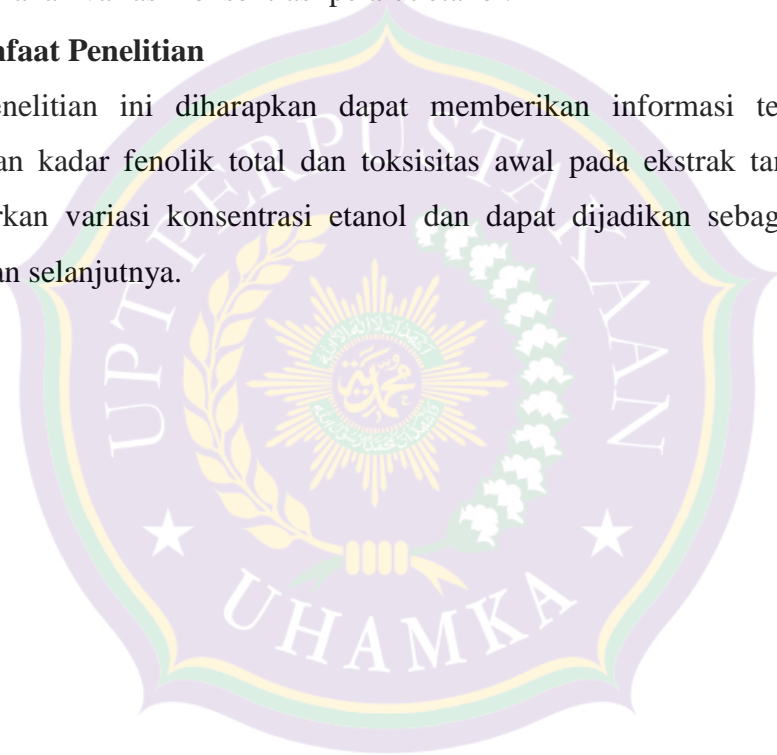 nfaat Penelitian
enelitian ini diharapkan dapat memberikan informasi te
an kadar fenolik total dan toksisitas awal pada ekstrak tan
rkan variasi konsentrasi etanol dan dapat dijadikan sebag
an selanjutnya.
UPT PERPUSTAKAAN
UHAMKA